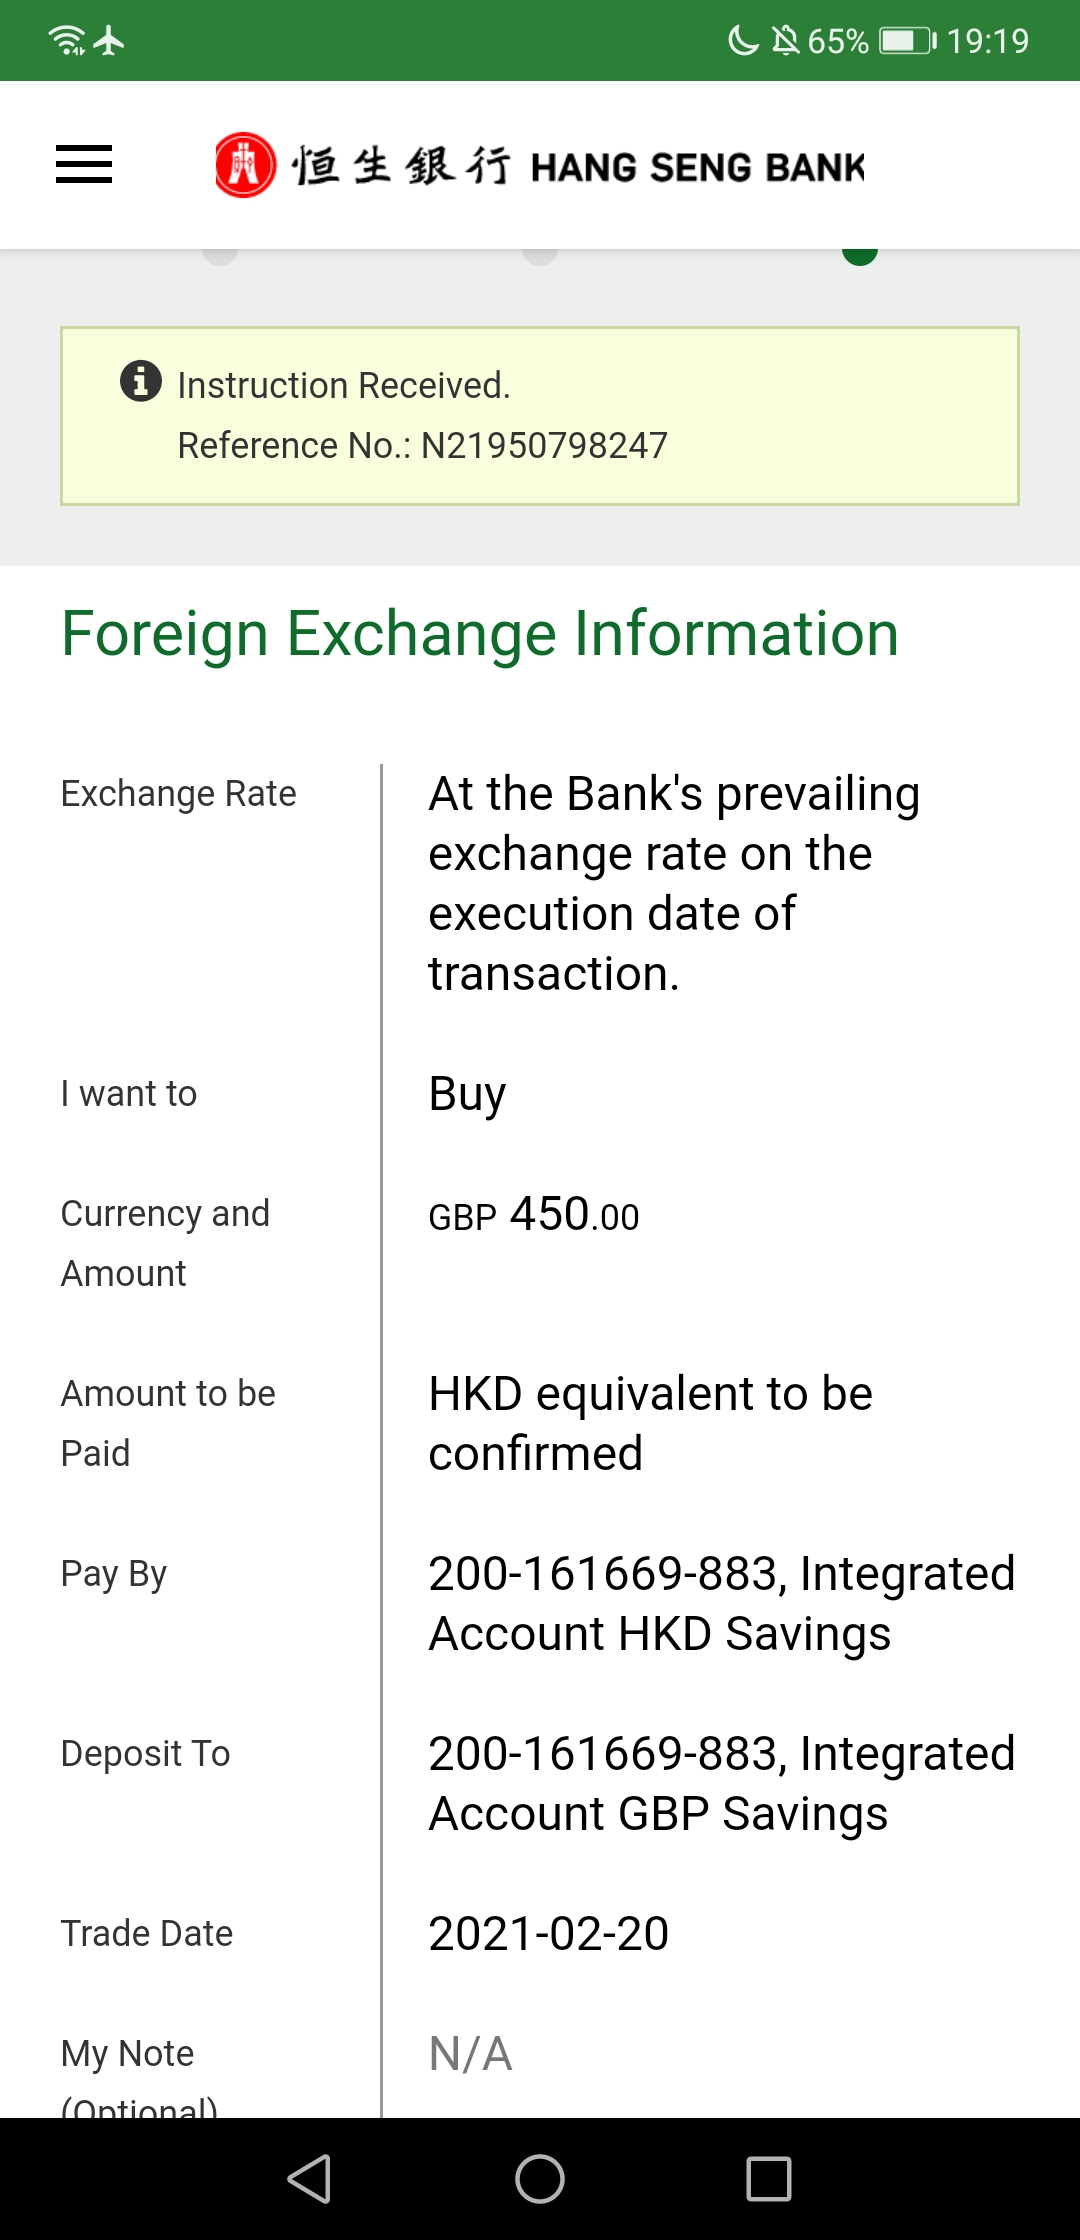 65% 19:19
恒生銀行 HANG SENG BANK
Instruction Received.
Reference No.: N21950798247
Foreign Exchange Information
Exchange Rate
At the Bank's prevailing
exchange rate on the
execution date of
transaction.
I want to
Buy
Currency and
Amount
GBP 450.00
Amount to be
Paid
HKD equivalent to be
confirmed
Pay By
200-161669-883, Integrated
Account HKD Savings
Deposit To
200-161669-883, Integrated
Account GBP Savings
Trade Date
2021-02-20
My Note
(Optional)
N/A